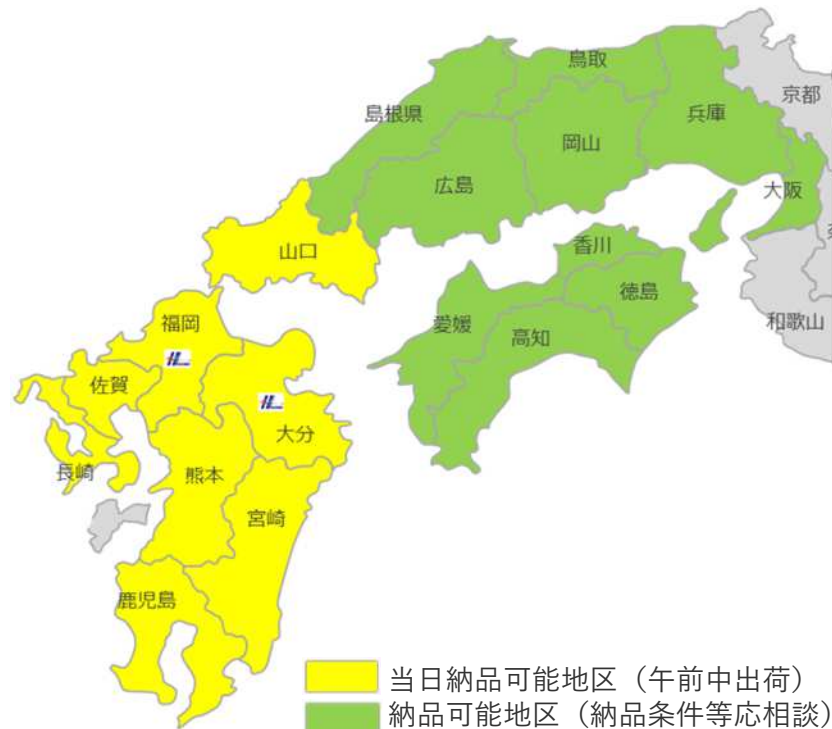 鳥取
京都
島根県
兵庫
岡山
広島
大阪
山口
香川
徳島
和歌山
福岡
愛媛
高知
佐賀
大分
長崎
熊本
宮崎
鹿児島
当日納品可能地区（午前中出荷）
納品可能地区（納品条件等応相談）